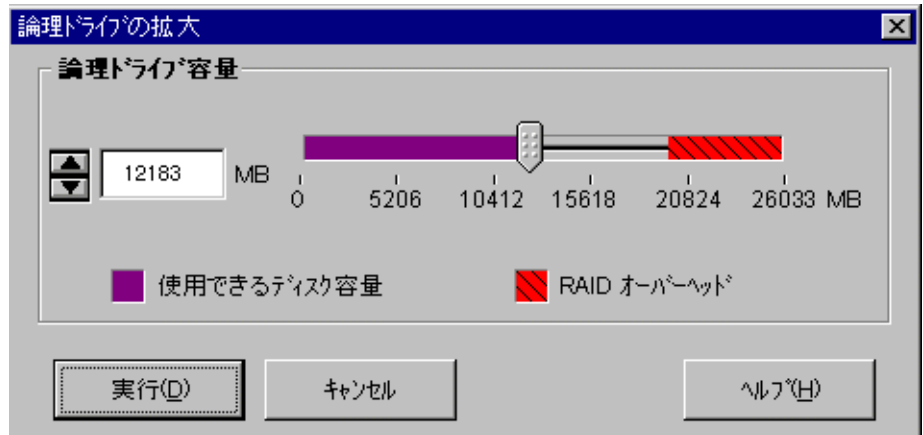 論理ﾄﾞﾗｲﾌﾞの拡大
論理ﾄﾞﾗｲﾌﾞ容量
12183 MB
0 5206 10412 15618 20824 26033 MB
使用できるﾃﾞｨｽｸ容量 RAID ｵｰﾊﾞｰﾍｯﾄﾞ
実行(D) ｷｬﾝｾﾙ ﾍﾙﾌﾟ(H)